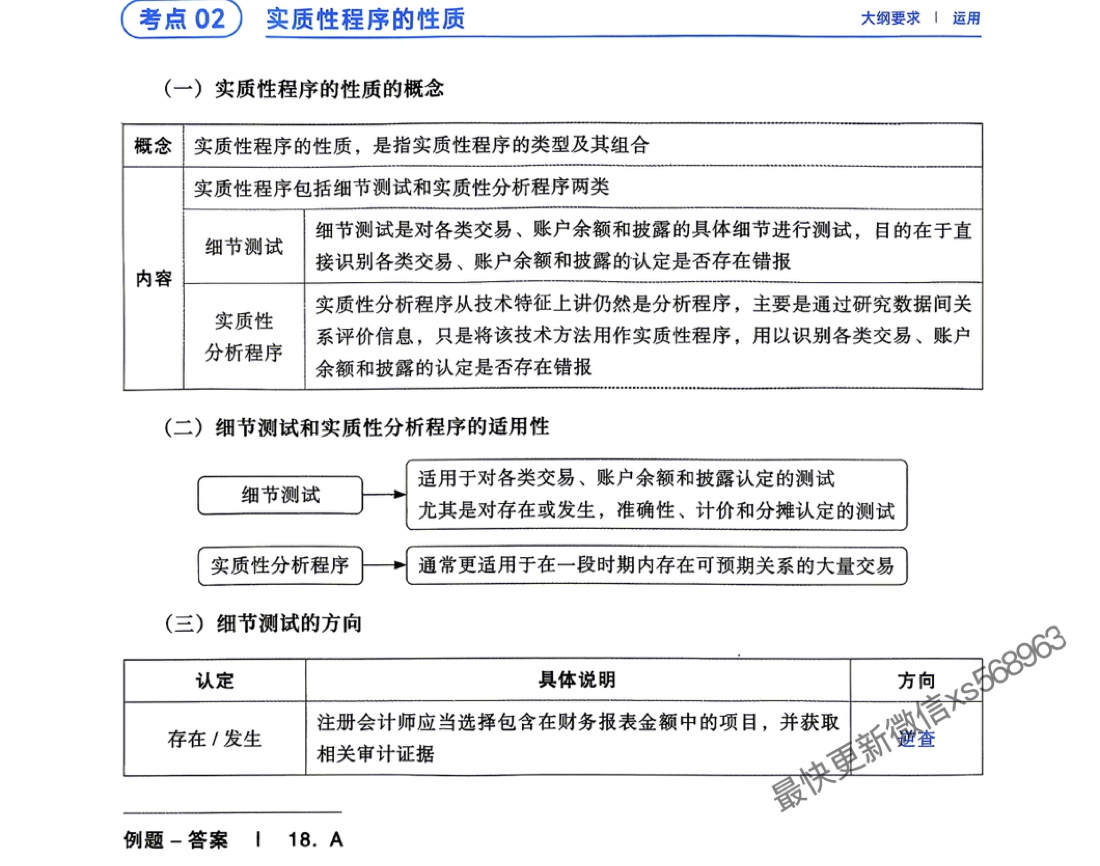 考点 02 实质性程序的性质 大纲要求 | 运用
（一）实质性程序的性质的概念
概念 实质性程序的性质，是指实质性程序的类型及其组合
内容
实质性程序包括细节测试和实质性分析程序两类
细节测试
细节测试是对各类交易、账户余额和披露的具体细节进行测试，目的在于直
接识别各类交易、账户余额和披露的认定是否存在错报
实质性
分析程序
实质性分析程序从技术特征上讲仍然是分析程序，主要是通过研究数据间关
系评价信息，只是将该技术方法用作实质性程序，用以识别各类交易、账户
余额和披露的认定是否存在错报
（二）细节测试和实质性分析程序的适用性
细节测试
适用于对各类交易、账户余额和披露认定的测试
尤其是对存在或发生，准确性、计价和分摊认定的测试
实质性分析程序
通常更适用于在一段时期内存在可预期关系的大量交易
（三）细节测试的方向
认定 具体说明 方向
存在 / 发生
注册会计师应当选择包含在财务报表金额中的项目，并获取
相关审计证据
逆查
最快更新微信xs568963
例题 – 答案 | 18. A